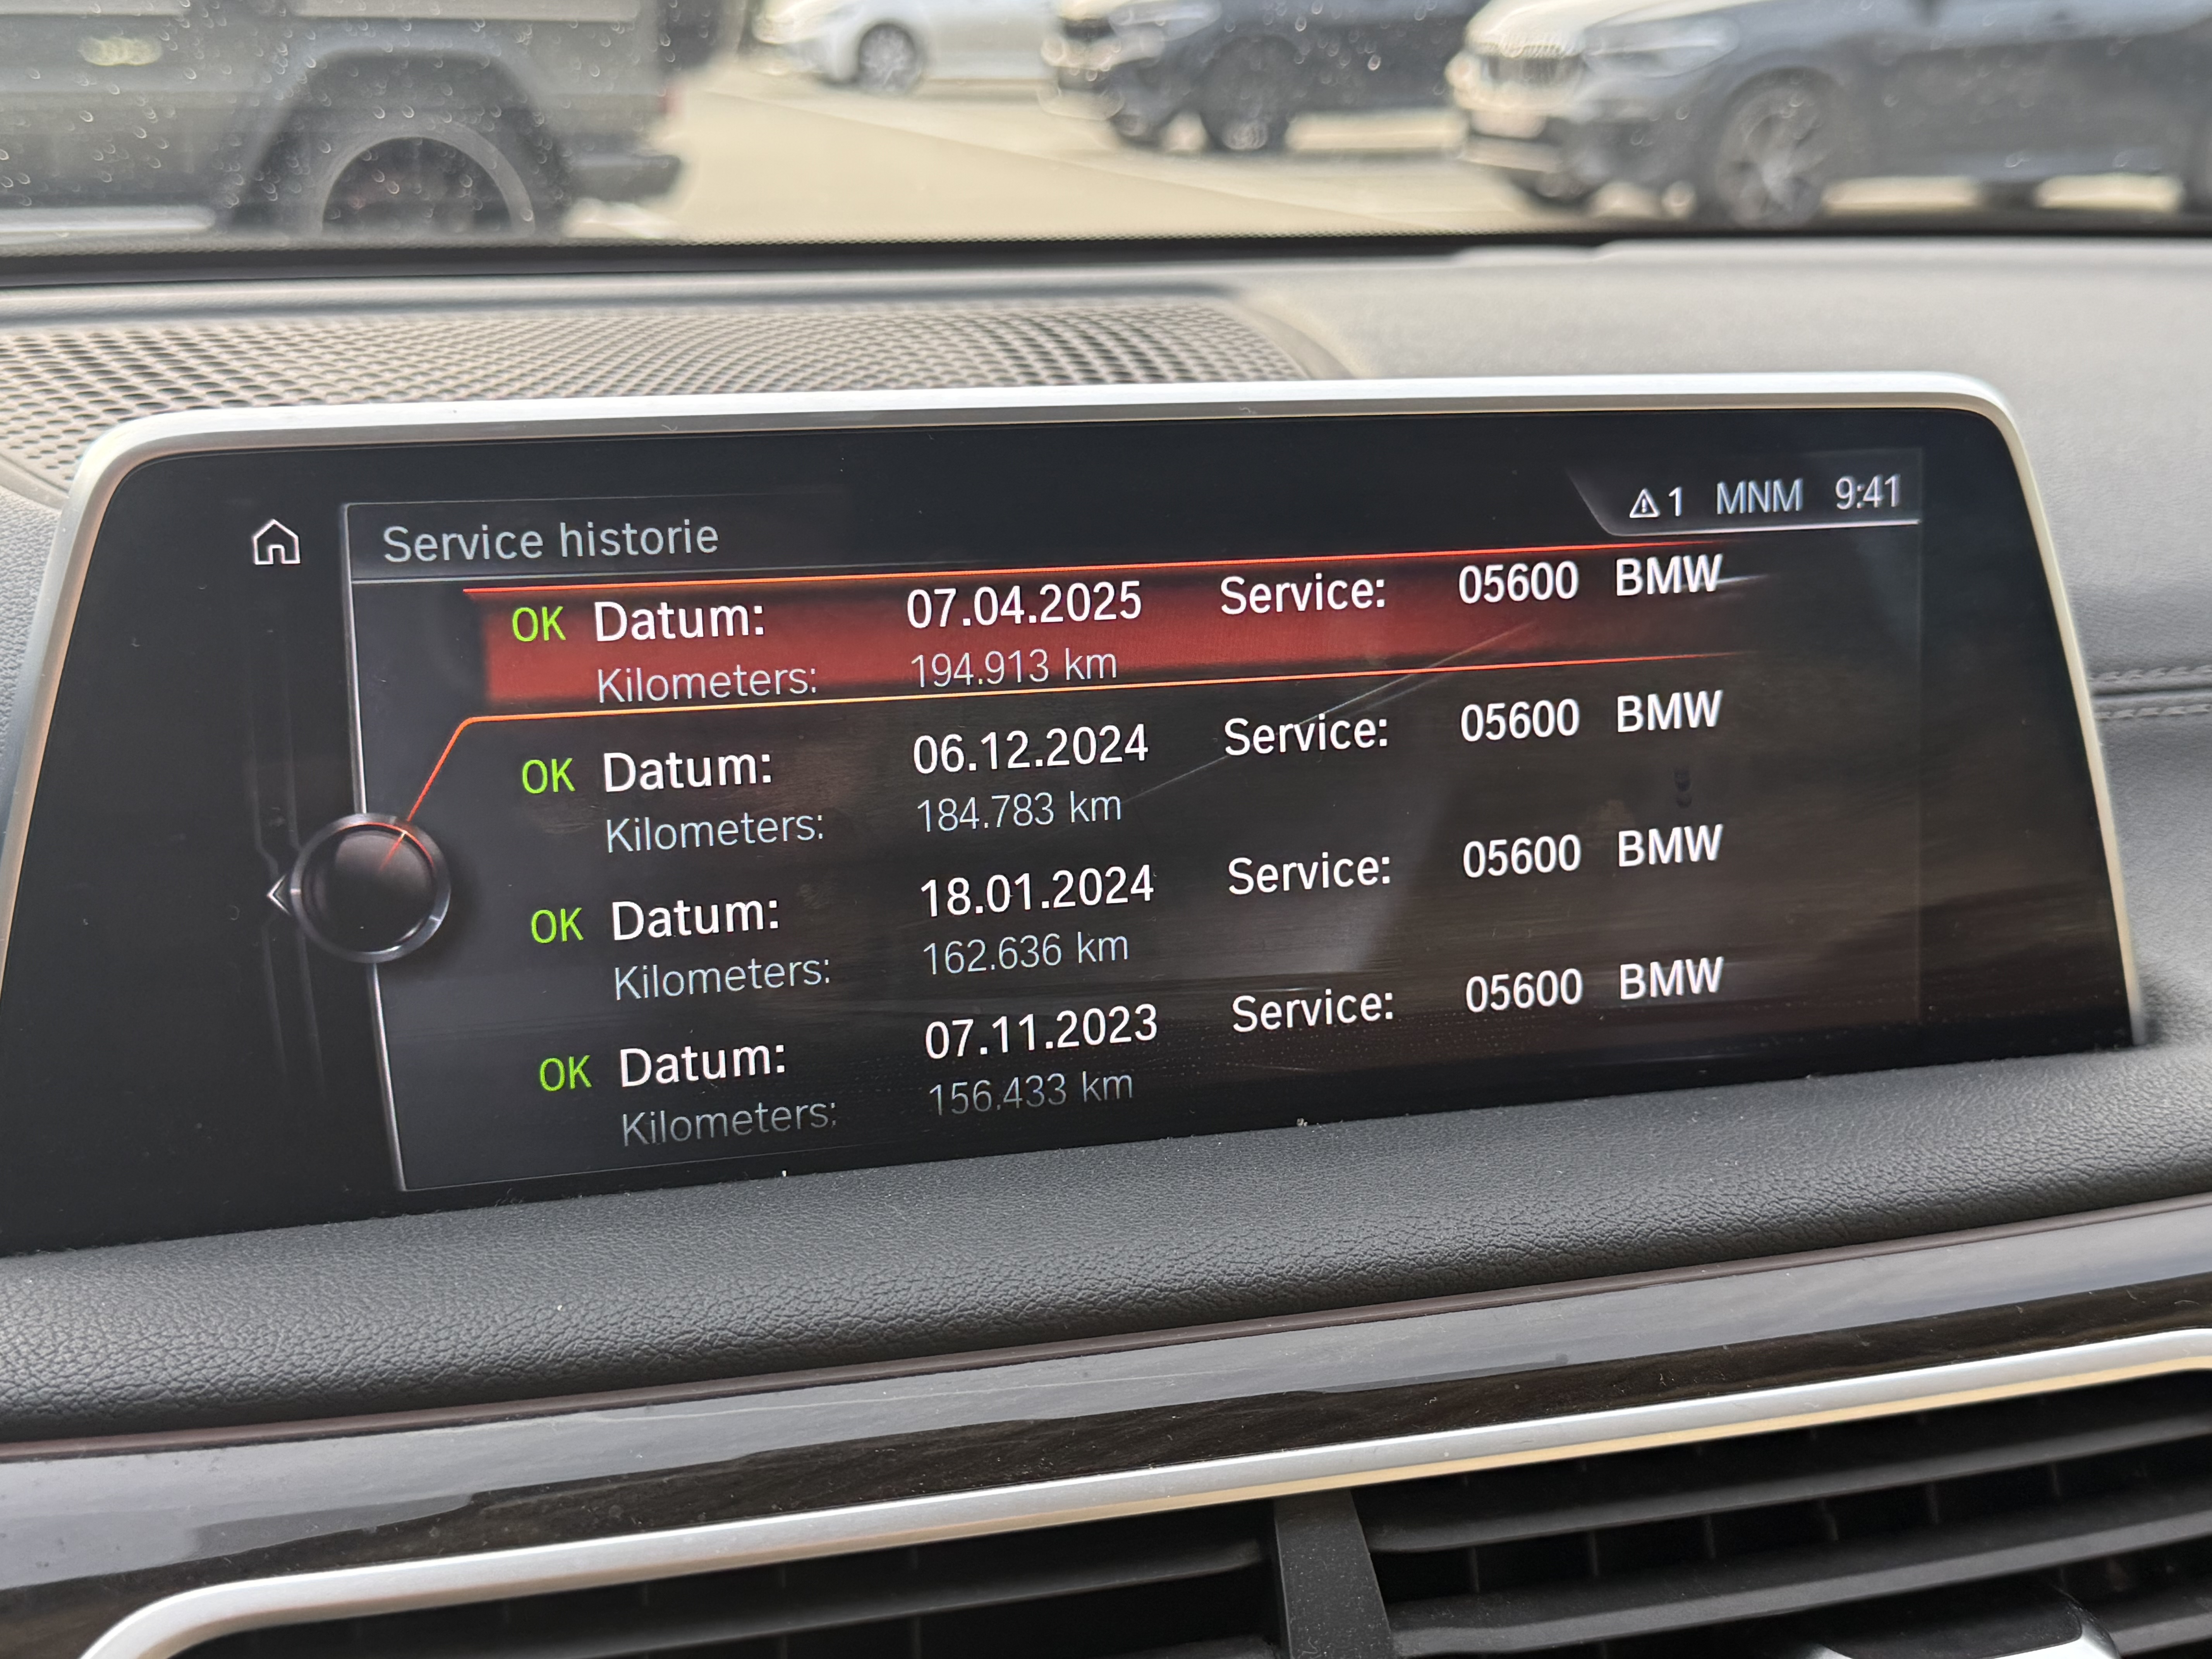 1 MNM 9:41
Service historie
OK Datum: 07.04.2025 Service: 05600 BMW
Kilometers: 194.913 km
OK Datum: 06.12.2024 Service: 05600 BMW
Kilometers: 184.783 km
OK Datum: 18.01.2024 Service: 05600 BMW
Kilometers: 162.636 km
OK Datum: 07.11.2023 Service: 05600 BMW
Kilometers: 156.433 km